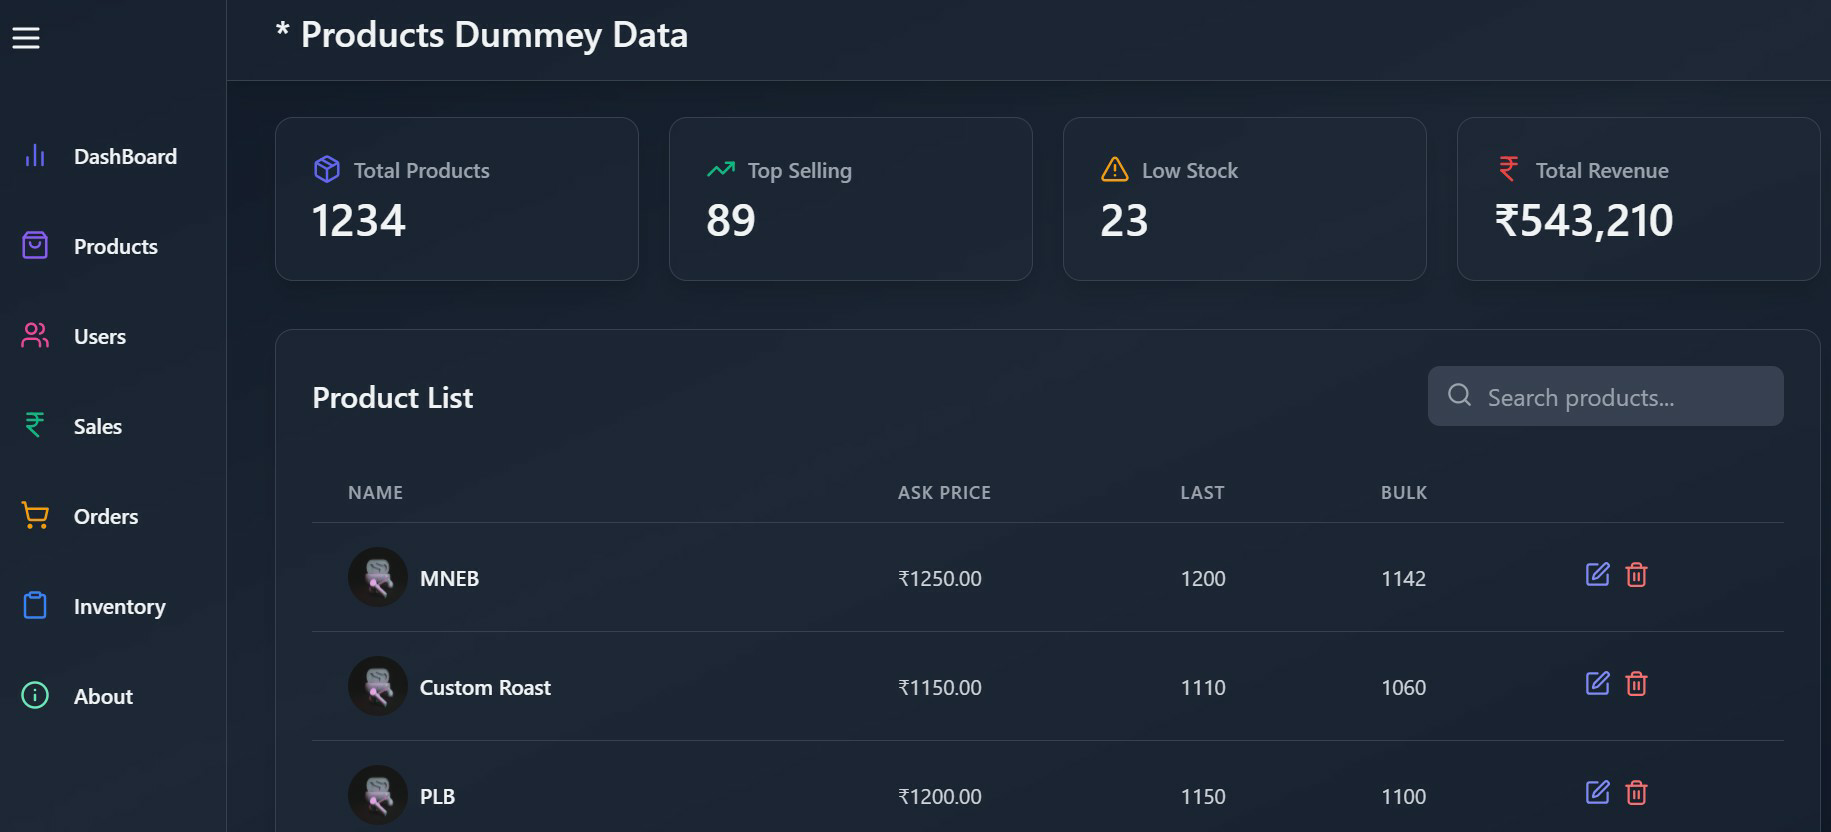 * Products Dummey Data
DashBoard
Products
Users
Sales
Orders
Inventory
About
Total Products
1234
Top Selling
89
Low Stock
23
Total Revenue
₹543,210
Product List
Search products...
NAME ASK PRICE LAST BULK
MNEB ₹1250.00 1200 1142
Custom Roast ₹1150.00 1110 1060
PLB ₹1200.00 1150 1100